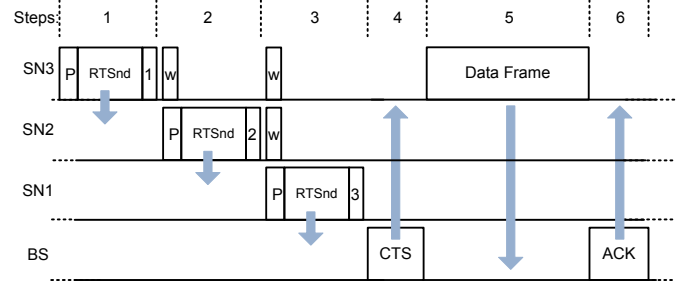 Steps: 1 2 3 4 5 6
SN3 P RTSnd 1 w w Data Frame
SN2 P RTSnd 2 w
SN1 P RTSnd 3
BS CTS ACK